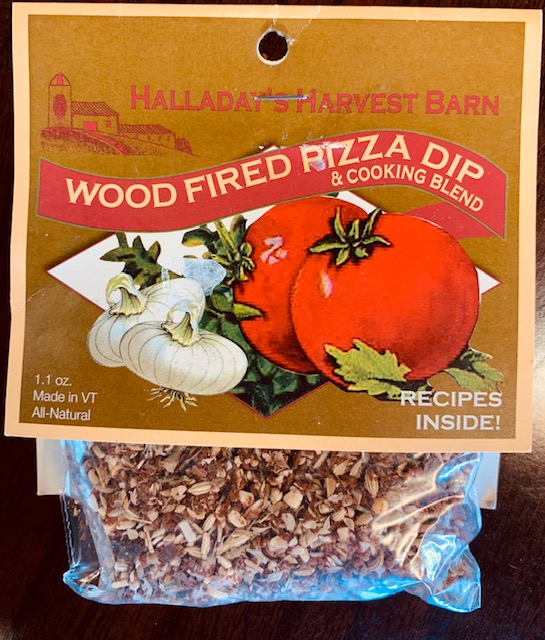 HALLADAY'S HARVEST BARN
WOOD FIRED PIZZA DIP
& COOKING BLEND
1.1 oz.
Made in VT
All-Natural
RECIPES
INSIDE!